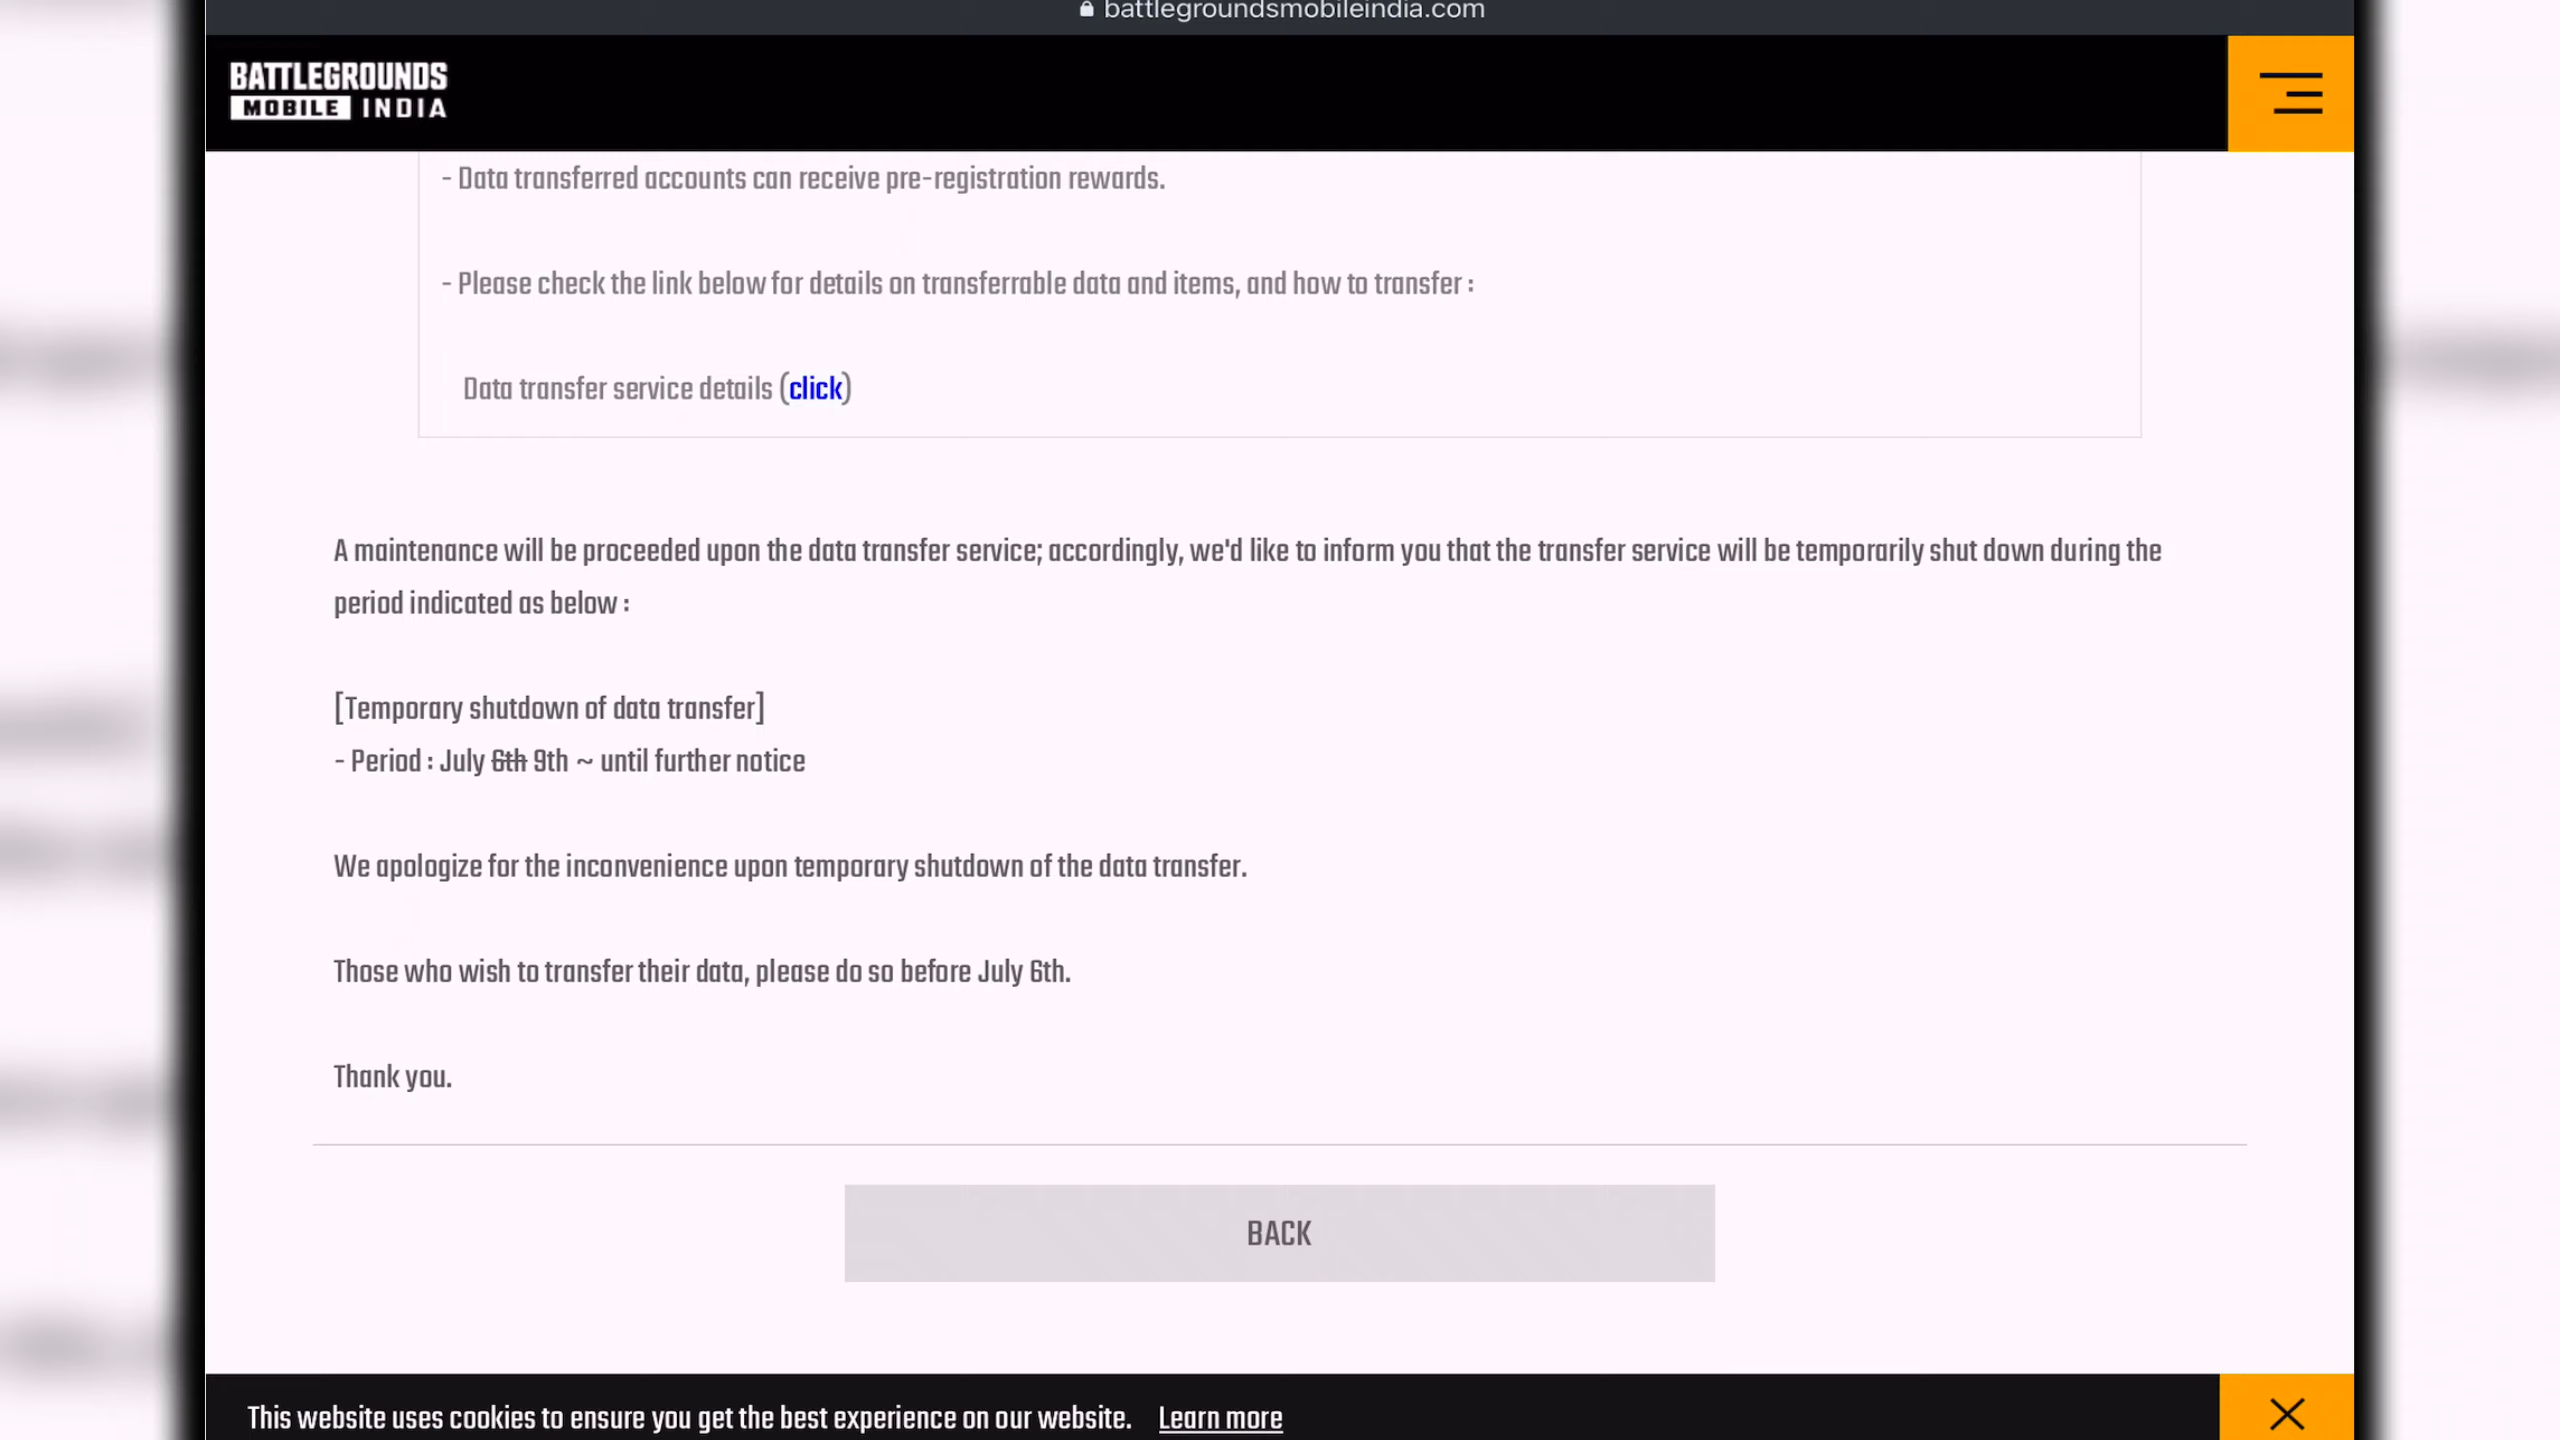 battlegroundsmobileindia.com
BATTLEGROUNDS
MOBILE INDIA
- Data transferred accounts can receive pre-registration rewards.
- Please check the link below for details on transferrable data and items, and how to transfer :
Data transfer service details (click)
A maintenance will be proceeded upon the data transfer service; accordingly, we'd like to inform you that the transfer service will be temporarily shut down during the
period indicated as below :
[Temporary shutdown of data transfer]
- Period : July 6th 9th ~ until further notice
We apologize for the inconvenience upon temporary shutdown of the data transfer.
Those who wish to transfer their data, please do so before July 6th.
Thank you.
BACK
This website uses cookies to ensure you get the best experience on our website. Learn more